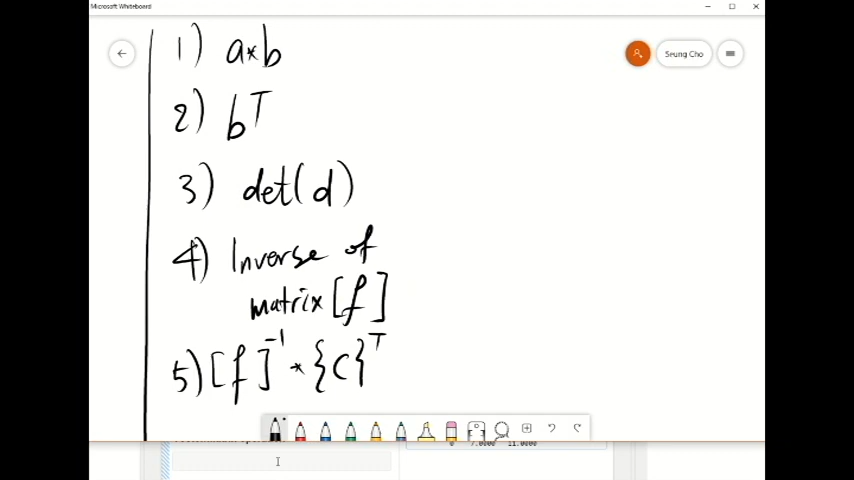 Microsoft Whiteboard
Seung Cho
1) a*b
2) b^T
3) det(d)
4) Inverse of
matrix [f]
5) [f]^-1 * {c}^T